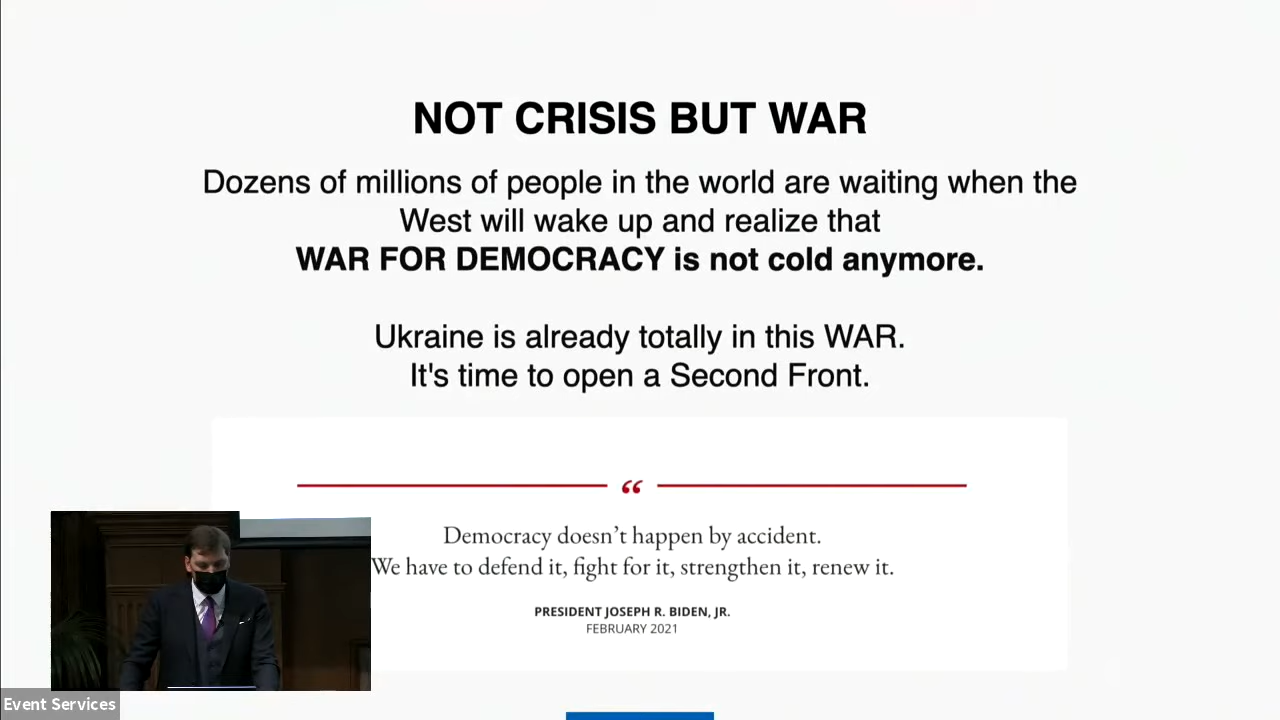 NOT CRISIS BUT WAR
Dozens of millions of people in the world are waiting when the
West will wake up and realize that
WAR FOR DEMOCRACY is not cold anymore.
Ukraine is already totally in this WAR.
It's time to open a Second Front.
“
Democracy doesn’t happen by accident.
We have to defend it, fight for it, strengthen it, renew it.
PRESIDENT JOSEPH R. BIDEN, JR.
FEBRUARY 2021
Event Services